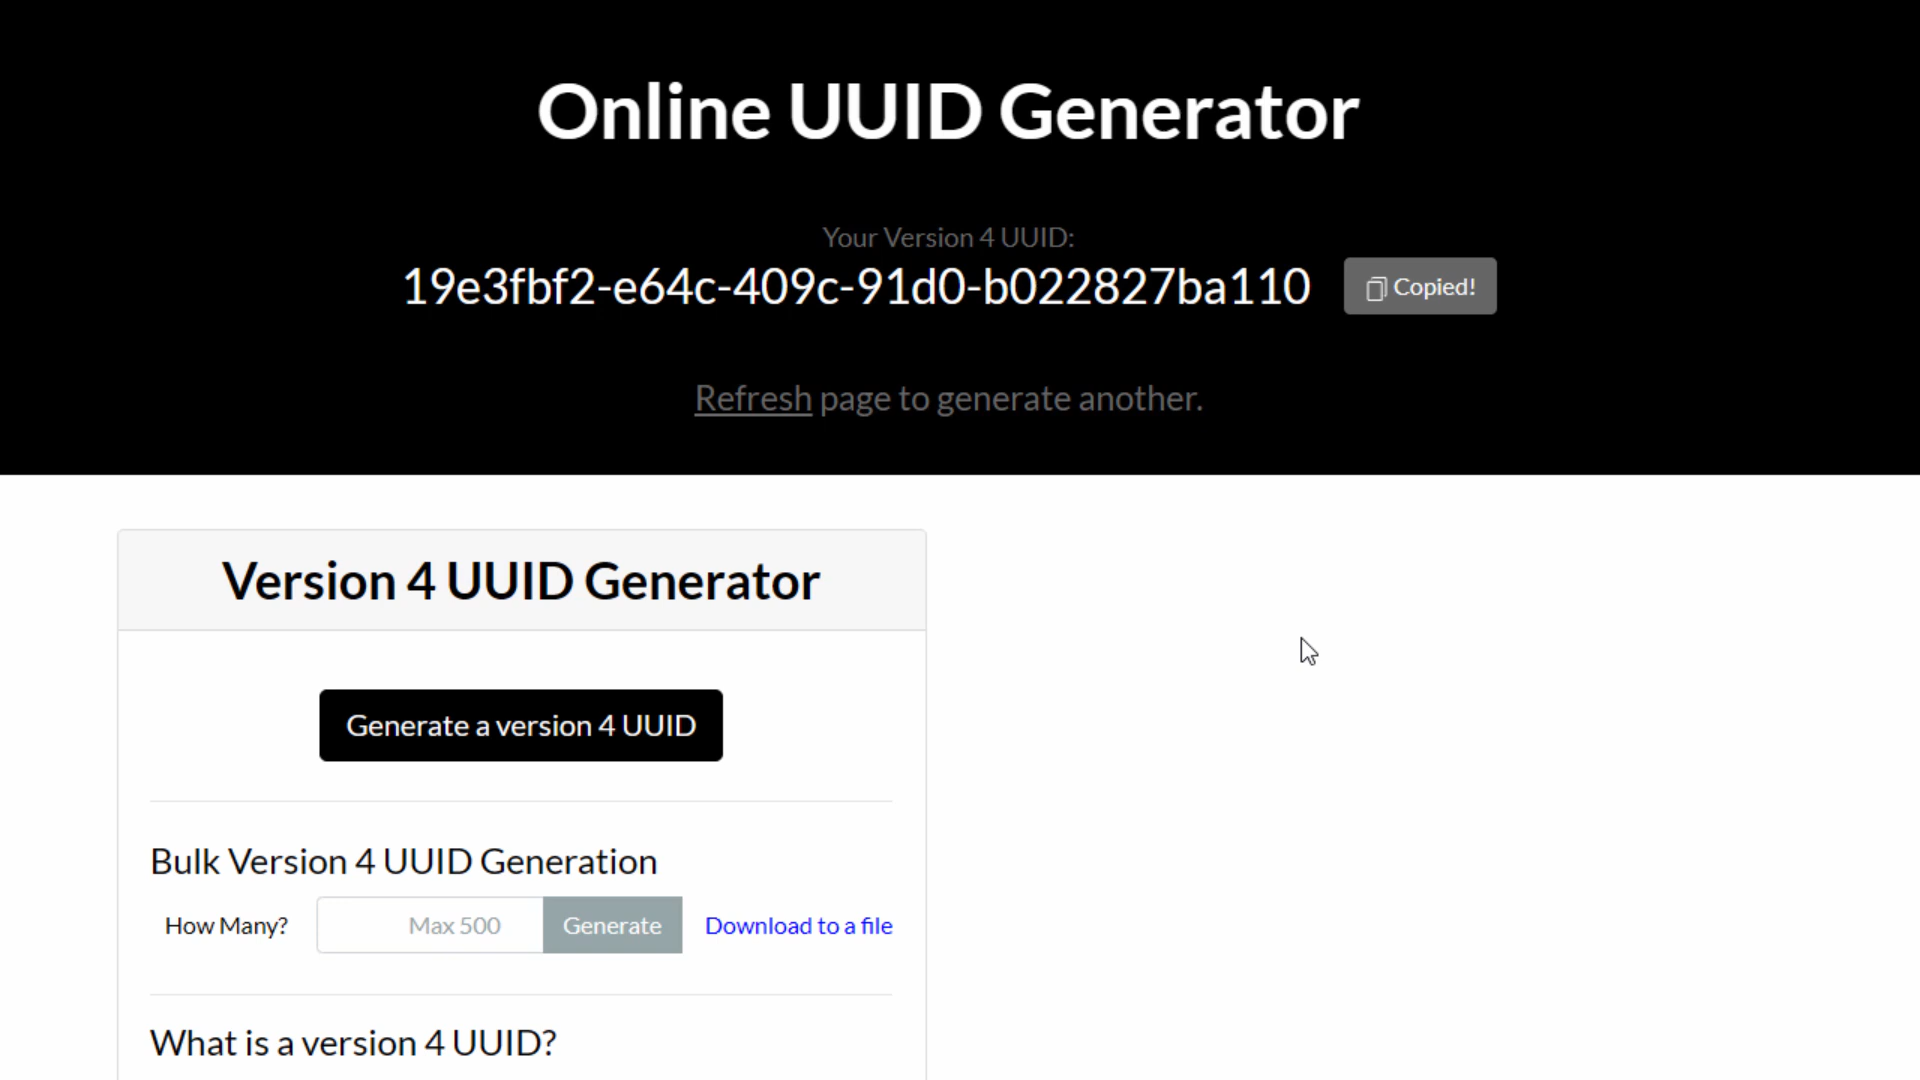 Online UUID Generator
Your Version 4 UUID:
19e3fbf2-e64c-409c-91d0-b022827ba110
Copied!
Refresh page to generate another.
Version 4 UUID Generator
Generate a version 4 UUID
Bulk Version 4 UUID Generation
How Many? Max 500 Generate Download to a file
What is a version 4 UUID?